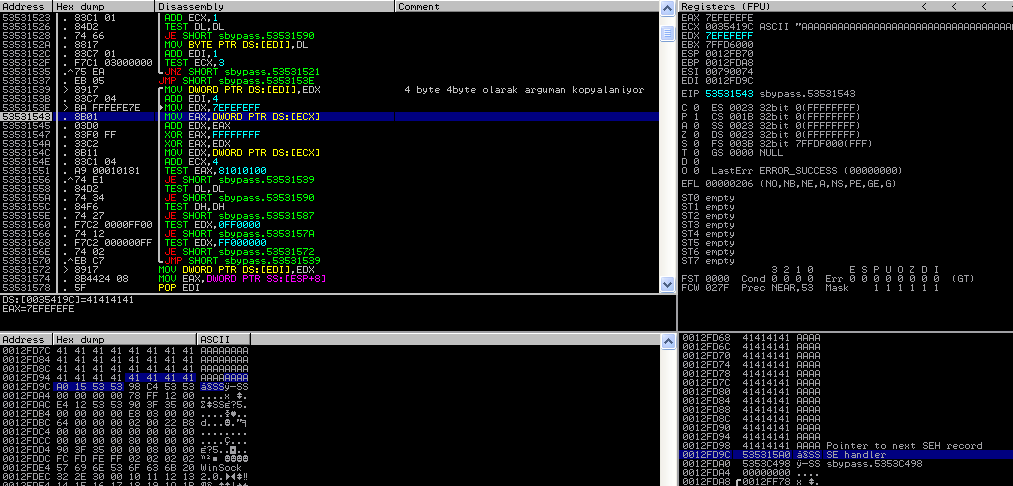 Address Hex dump Disassembly Comment
53531523 . 83C1 01 ADD ECX,1
53531526 . 84D2 TEST DL,DL
53531528 . 74 66 JE SHORT sbypass.53531590
5353152A . 8817 MOV BYTE PTR DS:[EDI],DL
5353152C . 83C7 01 ADD EDI,1
5353152F . F7C1 03000000 TEST ECX,3
53531535 .^75 EA JNZ SHORT sbypass.53531521
53531537 . EB 05 JMP SHORT sbypass.5353153E
53531539 > 8917 MOV DWORD PTR DS:[EDI],EDX 4 byte 4byte olarak arguman kopyalaniyor
5353153B . 83C7 04 ADD EDI,4
5353153E > BA FFFEFE7E MOV EDX,7EFEFEFF
53531543 . 8B01 MOV EAX,DWORD PTR DS:[ECX]
53531545 . 03D0 ADD EDX,EAX
53531547 . 83F0 FF XOR EAX,FFFFFFFF
5353154A . 33C2 XOR EAX,EDX
5353154C . 8B11 MOV EDX,DWORD PTR DS:[ECX]
5353154E . 83C1 04 ADD ECX,4
53531551 . A9 00010181 TEST EAX,81010100
53531556 .^74 E1 JE SHORT sbypass.53531539
53531558 . 84D2 TEST DL,DL
5353155A . 74 34 JE SHORT sbypass.53531590
5353155C . 84F6 TEST DH,DH
5353155E . 74 27 JE SHORT sbypass.53531587
53531560 . F7C2 0000FF00 TEST EDX,0FF0000
53531566 . 74 12 JE SHORT sbypass.5353157A
53531568 . F7C2 000000FF TEST EDX,FF000000
5353156E . 74 02 JE SHORT sbypass.53531572
53531570 .^EB C7 JMP SHORT sbypass.53531539
53531572 > 8917 MOV DWORD PTR DS:[EDI],EDX
53531574 . 8B4424 08 MOV EAX,DWORD PTR SS:[ESP+8]
53531578 . 5F POP EDI
DS:[0035419C]=41414141
EAX=7EFEFEFE
Registers (FPU) < < <
EAX 7EFEFEFE
ECX 0035419C ASCII "AAAAAAAAAAAAAAAAAAAAAAAAAAAAAAAAA
EDX 7EFEFEFF
EBX 7FFD6000
ESP 0012FB70
EBP 0012FDA8
ESI 00790074
EDI 0012FD9C
EIP 53531543 sbypass.53531543
C 0 ES 0023 32bit 0(FFFFFFFF)
P 1 CS 001B 32bit 0(FFFFFFFF)
A 0 SS 0023 32bit 0(FFFFFFFF)
Z 0 DS 0023 32bit 0(FFFFFFFF)
S 0 FS 003B 32bit 7FFDF000(FFF)
T 0 GS 0000 NULL
D 0
O 0 LastErr ERROR_SUCCESS (00000000)
EFL 00000206 (NO,NB,NE,A,NS,PE,GE,G)
ST0 empty
ST1 empty
ST2 empty
ST3 empty
ST4 empty
ST5 empty
ST6 empty
ST7 empty
3 2 1 0 E S P U O Z D I
FST 0000 Cond 0 0 0 0 Err 0 0 0 0 0 0 0 0 (GT)
FCW 027F Prec NEAR,53 Mask 1 1 1 1 1 1
Address Hex dump ASCII
0012FD7C 41 41 41 41 41 41 41 41 AAAAAAAA
0012FD84 41 41 41 41 41 41 41 41 AAAAAAAA
0012FD8C 41 41 41 41 41 41 41 41 AAAAAAAA
0012FD94 41 41 41 41 41 41 41 41 AAAAAAAA
0012FD9C A0 15 53 53 98 C4 53 53
0012FDA4 00 00 00 00 78 FF 12 00
0012FDAC E4 12 53 53 90 3F 35 00
0012FDB4 00 00 00 00 E8 03 00 00
0012FDBC 64 00 00 00 02 00 22 B8
0012FDC4 00 00 00 00 00 00 00 00
0012FDCC 00 00 00 00 00 80 00 00
0012FDD4 90 3F 35 00 00 08 00 00
0012FDDC FC FD FE FF 02 02 02 02
0012FDE4 57 69 6E 53 6F 63 6B 20 WinSock
0012FDEC 32 2E 30 00 10 11 12 13 2.0.
0012FD68 41414141 AAAA
0012FD6C 41414141 AAAA
0012FD70 41414141 AAAA
0012FD74 41414141 AAAA
0012FD78 41414141 AAAA
0012FD7C 41414141 AAAA
0012FD80 41414141 AAAA
0012FD84 41414141 AAAA
0012FD88 41414141 AAAA
0012FD8C 41414141 AAAA
0012FD90 41414141 AAAA
0012FD94 41414141 AAAA
0012FD98 41414141 AAAA Pointer to next SEH record
0012FD9C 535315A0 SE handler
0012FDA0 5353C498 sbypass.5353C498
0012FDA4 00000000 ....
0012FDA8 0012FF78